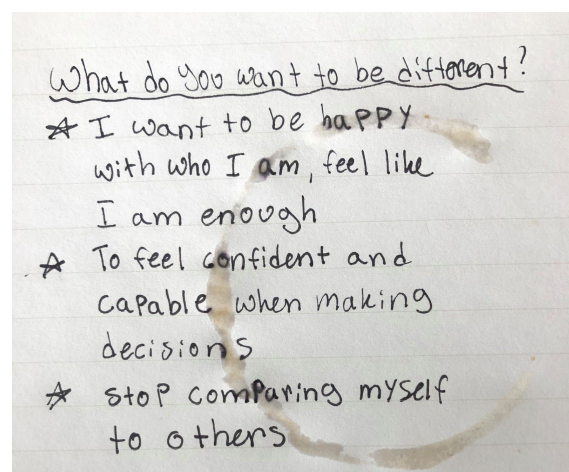 What do you want to be different?
☆ I want to be happy
with who I am, feel like
I am enough
☆ To feel confident and
capable when making
decisions
☆ stop comparing myself
to others